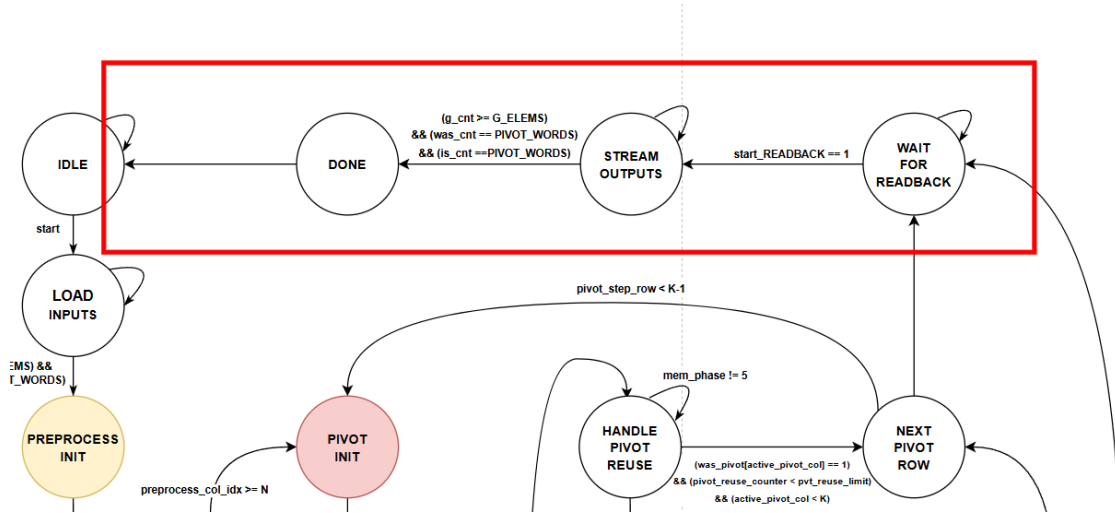 IDLE
DONE
(g_cnt >= G_ELEMS)
&& (was_cnt == PIVOT_WORDS)
&& (is_cnt ==PIVOT_WORDS)
STREAM
OUTPUTS
start_READBACK == 1
WAIT
FOR
READBACK
start
LOAD
INPUTS
EMS) &&
T_WORDS)
PREPROCESS
INIT
preprocess_col_idx >= N
PIVOT
INIT
pivot_step_row < K-1
mem_phase != 5
HANDLE
PIVOT
REUSE
(was_pivot[active_pivot_col] == 1)
&& (pivot_reuse_counter < pvt_reuse_limit)
&& (active_pivot_col < K)
NEXT
PIVOT
ROW